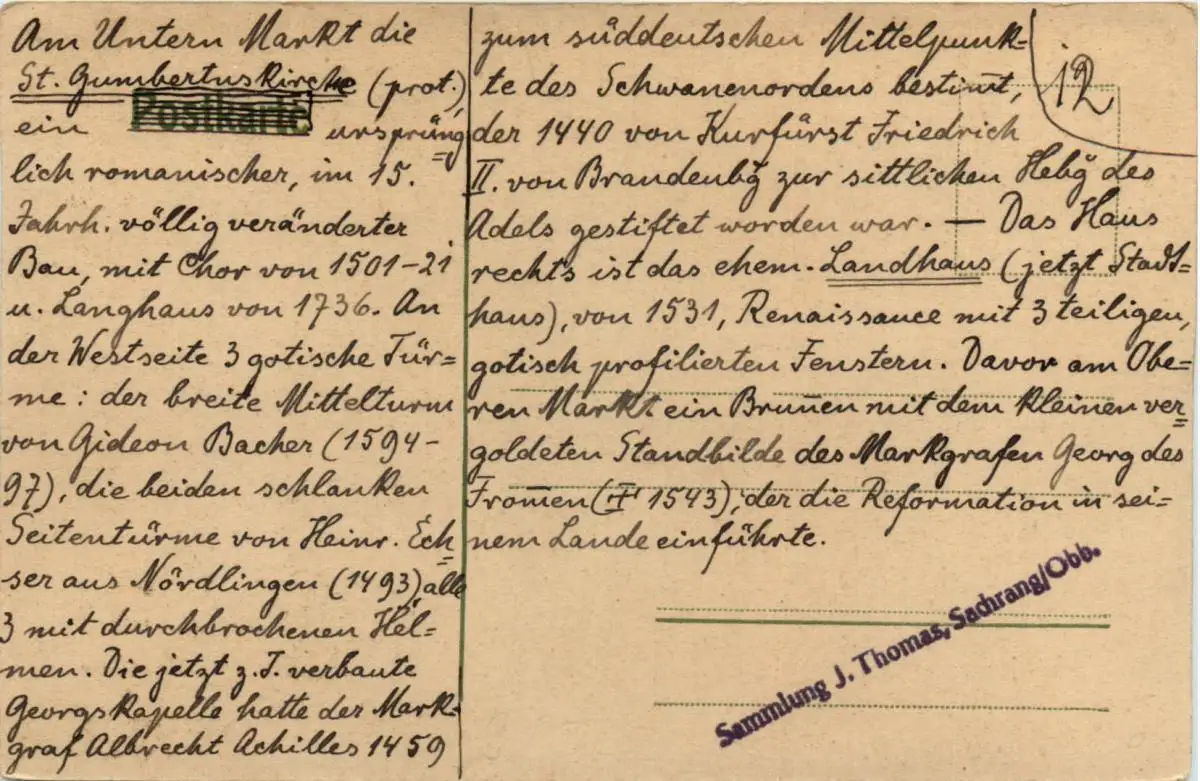 Am Untern Markt die
St. Gumbertuskirche (prot.),
Postkarte
ein ursprüng=
lich romanischer, im 15.
Jahrh. völlig veränderter
Bau, mit Chor von 1501-21
u. Langhaus von 1736. An
der Westseite 3 gotische Tür=
me: der breite Mittelturm
von Gideon Bacher (1594-
97), die beiden schlanken
Seitentürme von Heinr. Ech=
ser aus Nördlingen (1493) alle
3 mit durchbrochenen Hel=
men. Die jetzt z. T. verbaute
Georgskapelle hatte der Mark-
graf Albrecht Achilles 1459
zum süddeutschen Mittelpunk-
te des Schwanenordens bestim̅t,
der 1440 von Kurfürst Friedrich
II. von Brandenbg̅ zur sittlichen Hebg̅ des
Adels gestiftet worden war. — Das Haus
rechts ist das ehem. Landhaus (jetzt Stadt=
haus), von 1531, Renaissance mit 3 teiligen,
gotisch profilierten Fenstern. Davor am Obe=
ren Markt ein Brun̅en mit dem kleinen ver=
goldeten Standbilde des Markgrafen Georg des
From̅en († 1543), der die Reformation in sei=
nem Lande einführte.
12
Sammlung J. Thomas, Sachrang/Obb.